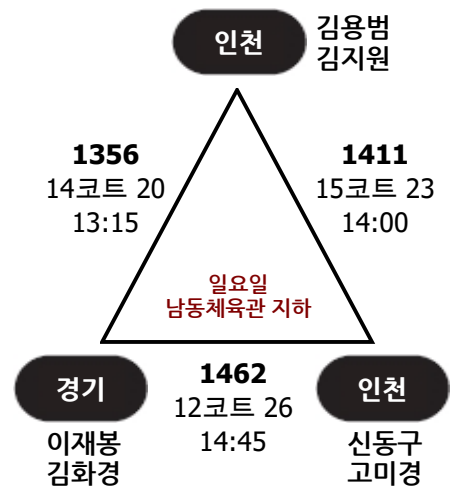 인천
김용범
김지원
1356
14코트 20
13:15
1411
15코트 23
14:00
일요일
남동체육관 지하
경기
이재봉
김화경
1462
12코트 26
14:45
인천
신동구
고미경